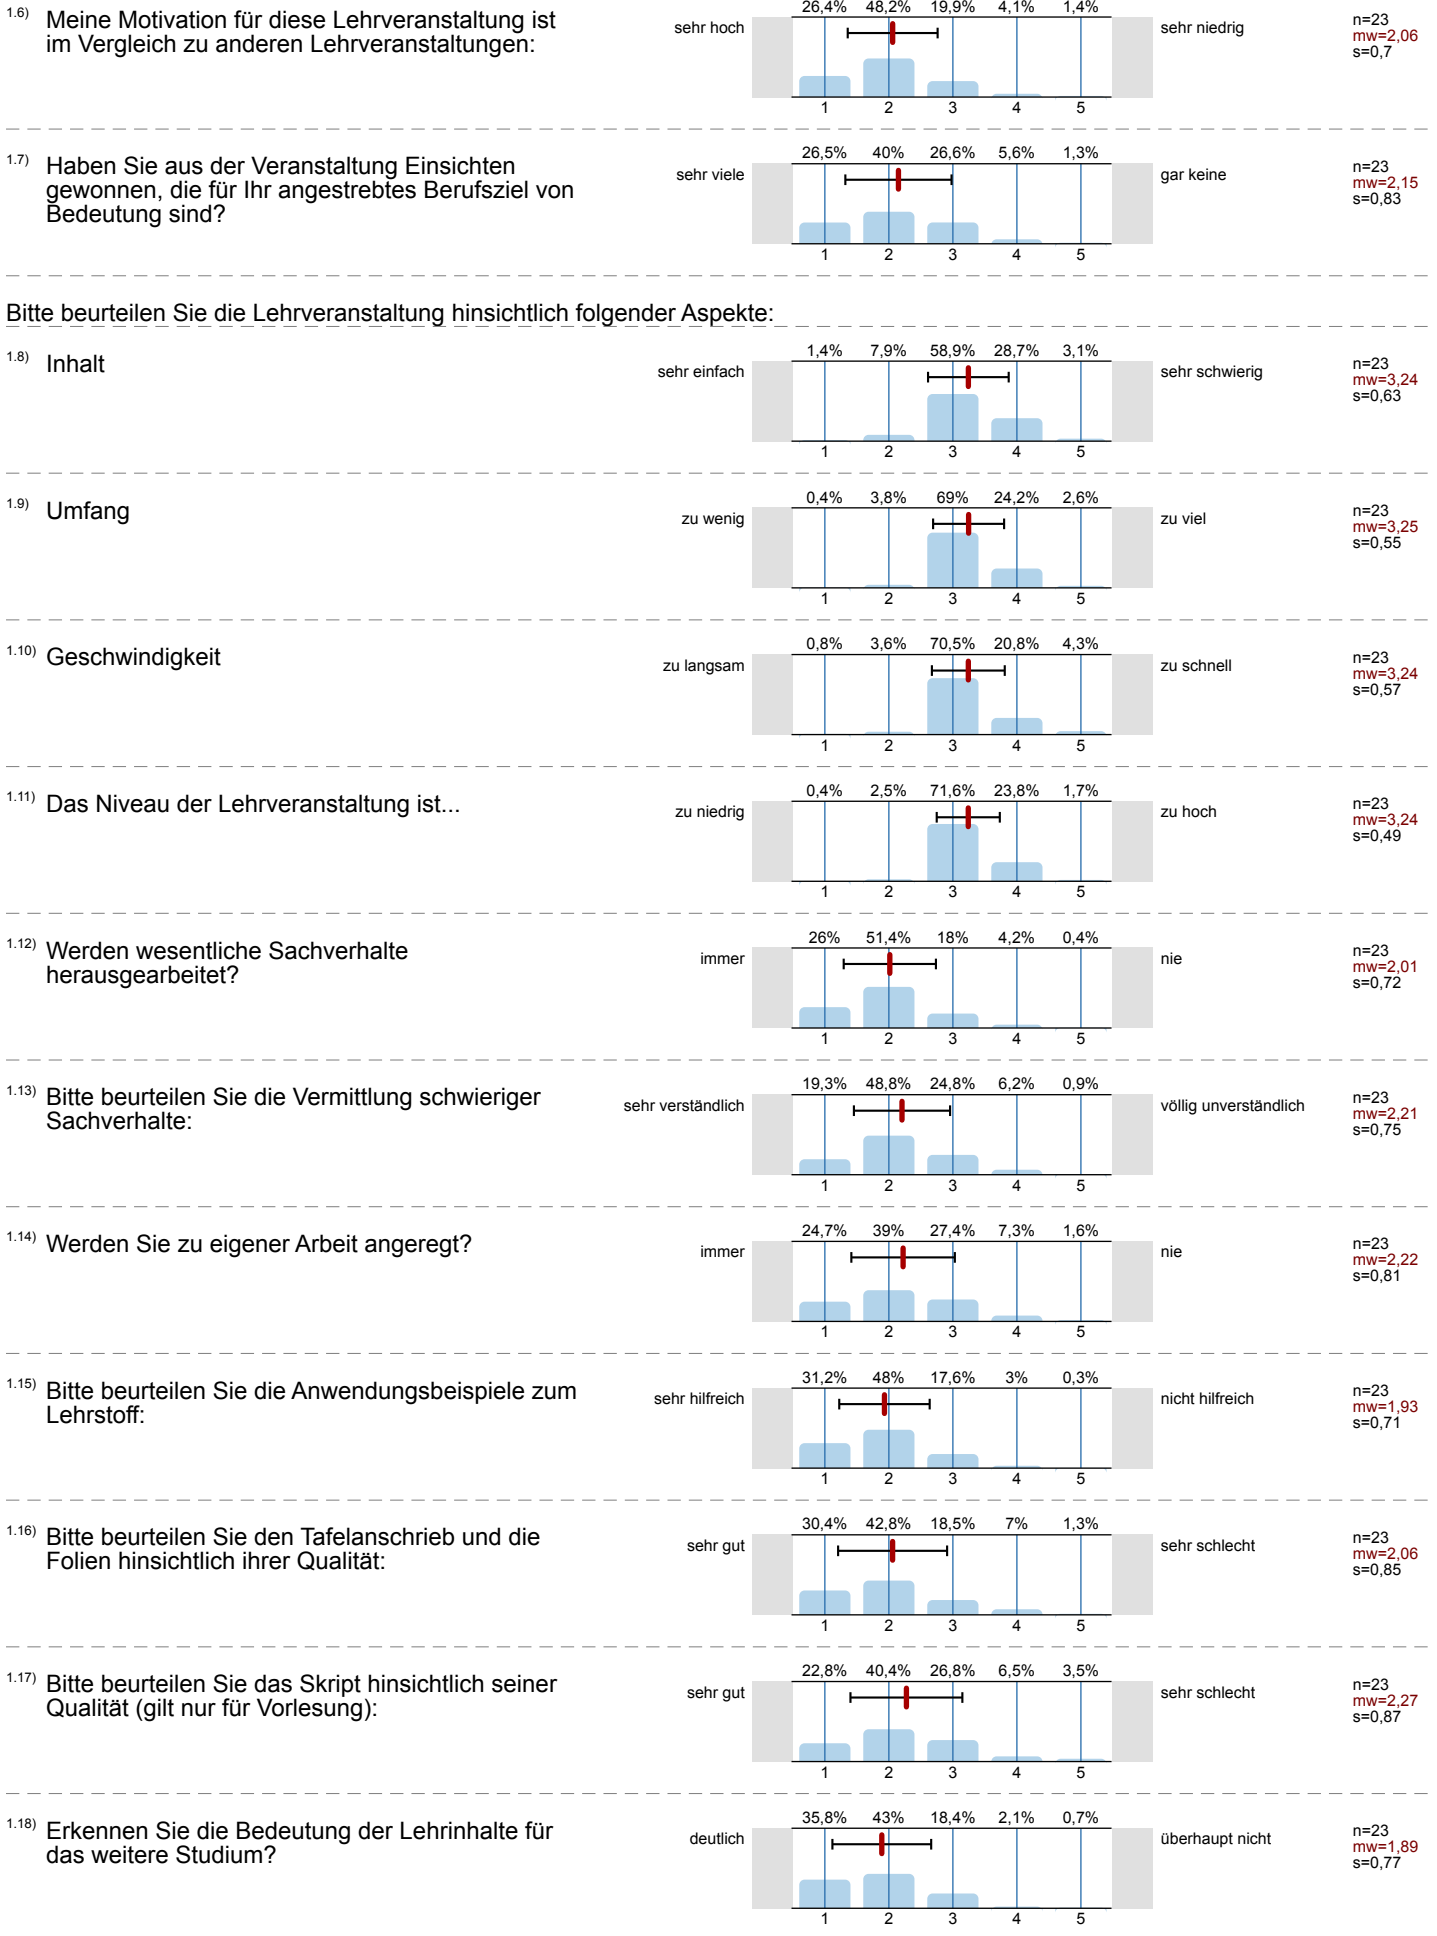 1.6) Meine Motivation für diese Lehrveranstaltung ist
im Vergleich zu anderen Lehrveranstaltungen:
sehr hoch
26,4% 48,2% 19,9% 4,1% 1,4%
1 2 3 4 5
sehr niedrig
n=23
mw=2,06
s=0,7
1.7) Haben Sie aus der Veranstaltung Einsichten
gewonnen, die für Ihr angestrebtes Berufsziel von
Bedeutung sind?
sehr viele
26,5% 40% 26,6% 5,6% 1,3%
1 2 3 4 5
gar keine
n=23
mw=2,15
s=0,83
Bitte beurteilen Sie die Lehrveranstaltung hinsichtlich folgender Aspekte:
1.8) Inhalt
sehr einfach
1,4% 7,9% 58,9% 28,7% 3,1%
1 2 3 4 5
sehr schwierig
n=23
mw=3,24
s=0,63
1.9) Umfang
zu wenig
0,4% 3,8% 69% 24,2% 2,6%
1 2 3 4 5
zu viel
n=23
mw=3,25
s=0,55
1.10) Geschwindigkeit
zu langsam
0,8% 3,6% 70,5% 20,8% 4,3%
1 2 3 4 5
zu schnell
n=23
mw=3,24
s=0,57
1.11) Das Niveau der Lehrveranstaltung ist...
zu niedrig
0,4% 2,5% 71,6% 23,8% 1,7%
1 2 3 4 5
zu hoch
n=23
mw=3,24
s=0,49
1.12) Werden wesentliche Sachverhalte
herausgearbeitet?
immer
26% 51,4% 18% 4,2% 0,4%
1 2 3 4 5
nie
n=23
mw=2,01
s=0,72
1.13) Bitte beurteilen Sie die Vermittlung schwieriger
Sachverhalte:
sehr verständlich
19,3% 48,8% 24,8% 6,2% 0,9%
1 2 3 4 5
völlig unverständlich
n=23
mw=2,21
s=0,75
1.14) Werden Sie zu eigener Arbeit angeregt?
immer
24,7% 39% 27,4% 7,3% 1,6%
1 2 3 4 5
nie
n=23
mw=2,22
s=0,81
1.15) Bitte beurteilen Sie die Anwendungsbeispiele zum
Lehrstoff:
sehr hilfreich
31,2% 48% 17,6% 3% 0,3%
1 2 3 4 5
nicht hilfreich
n=23
mw=1,93
s=0,71
1.16) Bitte beurteilen Sie den Tafelanschrieb und die
Folien hinsichtlich ihrer Qualität:
sehr gut
30,4% 42,8% 18,5% 7% 1,3%
1 2 3 4 5
sehr schlecht
n=23
mw=2,06
s=0,85
1.17) Bitte beurteilen Sie das Skript hinsichtlich seiner
Qualität (gilt nur für Vorlesung):
sehr gut
22,8% 40,4% 26,8% 6,5% 3,5%
1 2 3 4 5
sehr schlecht
n=23
mw=2,27
s=0,87
1.18) Erkennen Sie die Bedeutung der Lehrinhalte für
das weitere Studium?
deutlich
35,8% 43% 18,4% 2,1% 0,7%
1 2 3 4 5
überhaupt nicht
n=23
mw=1,89
s=0,77